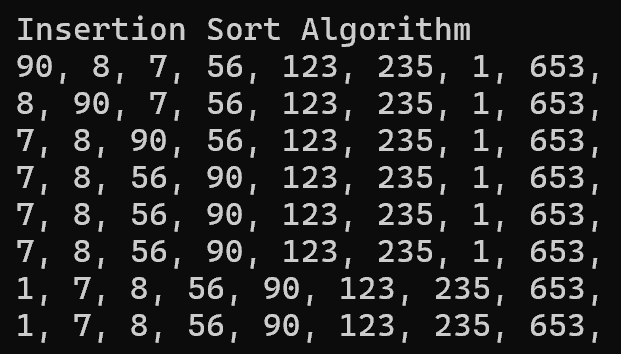 Insertion Sort Algorithm
90, 8, 7, 56, 123, 235, 1, 653,
8, 90, 7, 56, 123, 235, 1, 653,
7, 8, 90, 56, 123, 235, 1, 653,
7, 8, 56, 90, 123, 235, 1, 653,
7, 8, 56, 90, 123, 235, 1, 653,
7, 8, 56, 90, 123, 235, 1, 653,
1, 7, 8, 56, 90, 123, 235, 653,
1, 7, 8, 56, 90, 123, 235, 653,